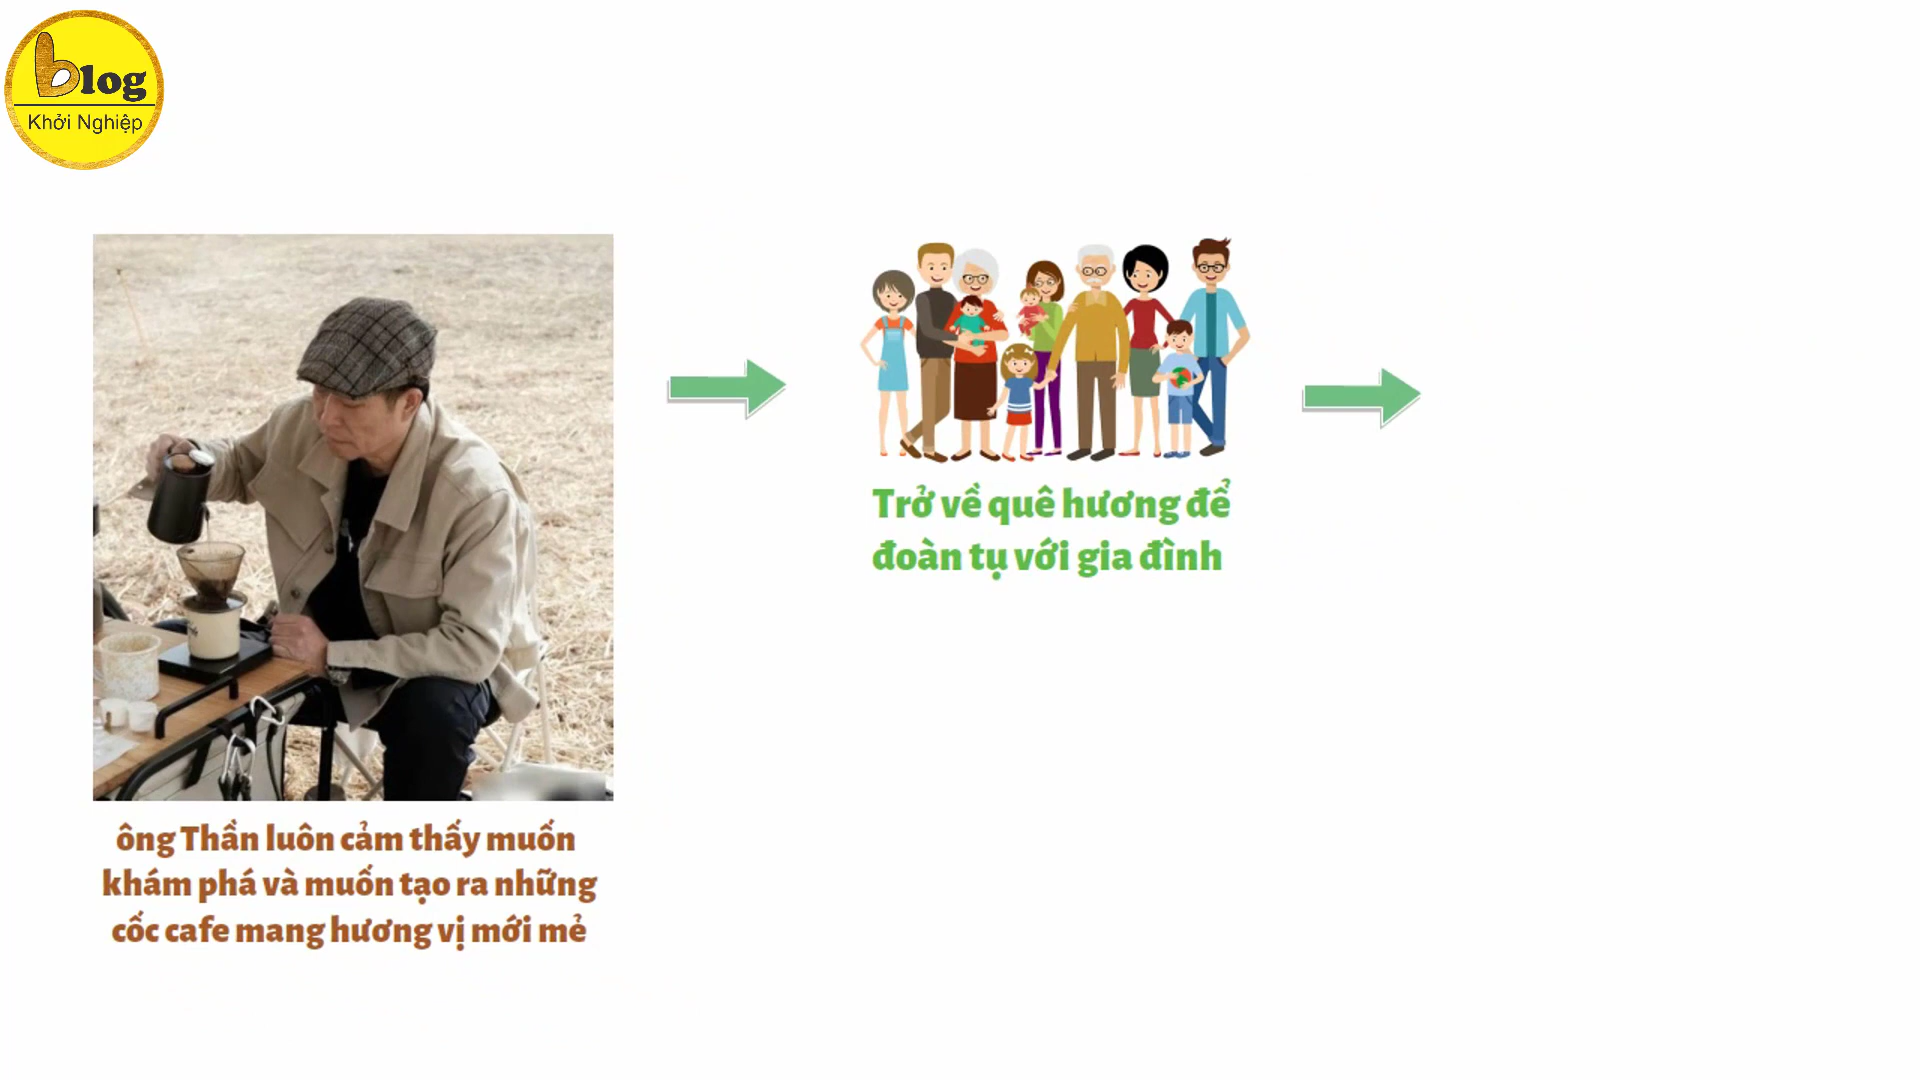 blog
Khởi Nghiệp
Trở về quê hương để
đoàn tụ với gia đình
ông Thần luôn cảm thấy muốn
khám phá và muốn tạo ra những
cốc cafe mang hương vị mới mẻ